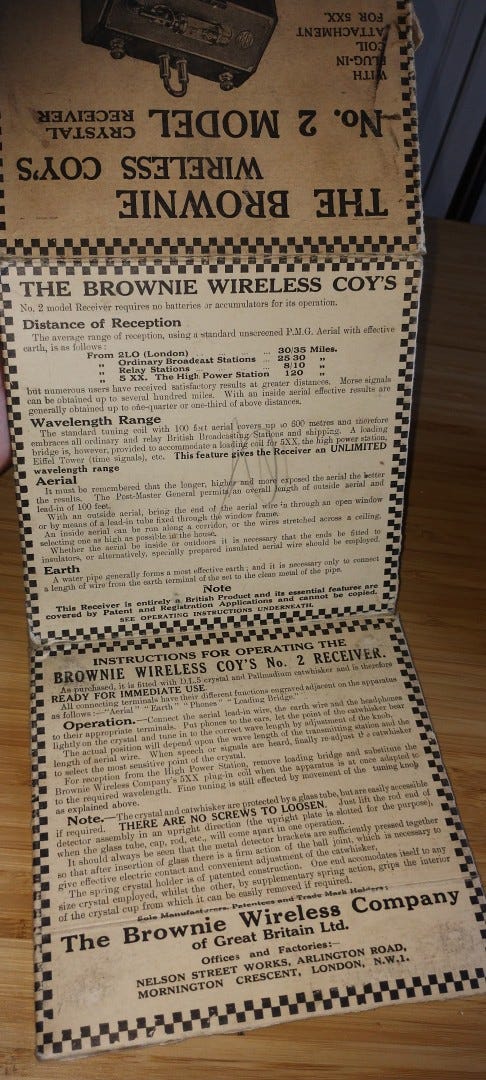 THE BROWNIE
WIRELESS COY'S
No. 2 MODEL CRYSTAL RECEIVER
WITH
PLUG-IN
COIL
ATTACHMENT
FOR 5XX.
THE BROWNIE WIRELESS COY'S
No. 2 model Receiver requires no batteries or accumulators for its operation.
Distance of Reception
The average range of reception, using a standard unscreened P.M.G. Aerial with effective
earth, is as follows:
From 2LO (London) ... ... 30/35 Miles.
" Ordinary Broadcast Stations ... 25 30 "
" Relay Stations ... ... 8/10 "
" 5 XX. The High Power Station 120 "
but numerous users have received satisfactory results at greater distances. Morse signals
can be obtained up to several hundred miles. With an inside aerial effective results are
generally obtained up to one-quarter or one-third of above distances.
Wavelength Range
The standard tuning coil with 100 feet aerial covers up to 600 metres and therefore
embraces all ordinary and relay British Broadcasting Stations and shipping. A loading
bridge is, however, provided to accommodate a loading coil for 5XX, the high power station,
Eiffel Tower (time signals), etc. This feature gives the Receiver an UNLIMITED
wavelength range
Aerial
It must be remembered that the longer, higher and more exposed the aerial the better
the results. The Post-Master General permits an overall length of outside aerial and
lead-in of 100 feet.
With an outside aerial, bring the end of the aerial wire in through an open window
or by means of a lead-in tube fixed through the window frame.
An inside aerial can be run along a corridor, or the wires stretched across a ceiling,
selecting one as high as possible in the house.
Whether the aerial be inside or outdoors it is necessary that the ends be fitted to
insulators, or alternatively, specially prepared insulated aerial wire should be employed.
Earth
A water pipe generally forms a most effective earth; and it is necessary only to connect
a length of wire from the earth terminal of the set to the clean metal of the pipe.
Note
This Receiver is entirely a British Product and its essential features are
covered by Patent and Registration Applications and cannot be copied.
SEE OPERATING INSTRUCTIONS UNDERNEATH.
INSTRUCTIONS FOR OPERATING THE
BROWNIE WIRELESS COY'S No. 2 RECEIVER.
As purchased, it is fitted with D.L.5 crystal and Palladium catwhisker and is therefore
READY FOR IMMEDIATE USE.
All connecting terminals have their different functions engraved adjacent on the apparatus
as follows:—"Aerial" "Earth" "Phones" "Loading Bridge."
Operation.—Connect the aerial lead-in wire, the earth wire and the headphones
to their appropriate terminals. Put phones to the ears, let the point of the catwhisker bear
lightly on the crystal and tune in to the correct wave length by adjustment of the knob.
The actual position will depend upon the wave length of the transmitting station and the
length of aerial wire. When speech or signals are heard, finally re-adjust the catwhisker
to select the most sensitive point of the crystal.
For reception from the High Power Station, remove loading bridge and substitute the
Brownie Wireless Company's 5XX plug-in coil when the apparatus is at once adapted to
to the required wavelength. Fine tuning is still effected by movement of the tuning knob
as explained above.
Note.—The crystal and catwhisker are protected by a glass tube, but are easily accessible
if required. THERE ARE NO SCREWS TO LOOSEN. Just lift the rod end of
detector assembly in an upright direction (the upright plate is slotted for the purpose),
when the glass tube, cap, rod, etc., will come apart in one operation.
It should always be seen that the metal detector brackets are sufficiently pressed together
so that after insertion of glass there is a firm action of the ball joint, which is necessary to
give effective electric contact and convenient adjustment of the catwhisker.
The spring crystal holder is of patented construction. One end accomodates itself to any
size crystal employed, whilst the other, by supplementary spring action, grips the interior
of the crystal cup from which it can be easily removed if required.
Sole Manufacturers, Patentees and Trade Mark Holders:
The Brownie Wireless Company
of Great Britain Ltd.
Offices and Factories:—
NELSON STREET WORKS, ARLINGTON ROAD,
MORNINGTON CRESCENT, LONDON, N.W.1.